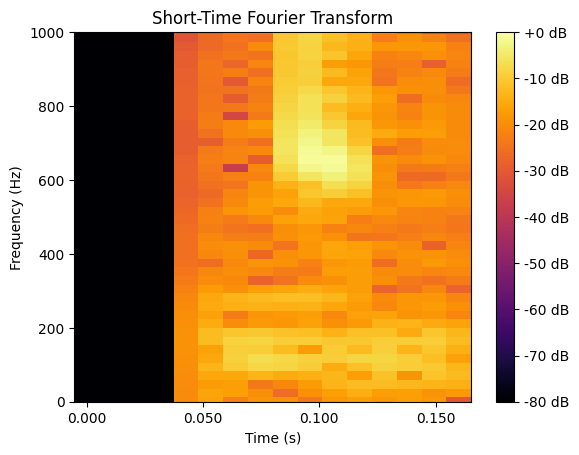 Short-Time Fourier Transform
Frequency (Hz)
1000
800
600
400
200
0
0.000
0.050
0.100
0.150
Time (s)
+0 dB
-10 dB
-20 dB
-30 dB
-40 dB
-50 dB
-60 dB
-70 dB
-80 dB